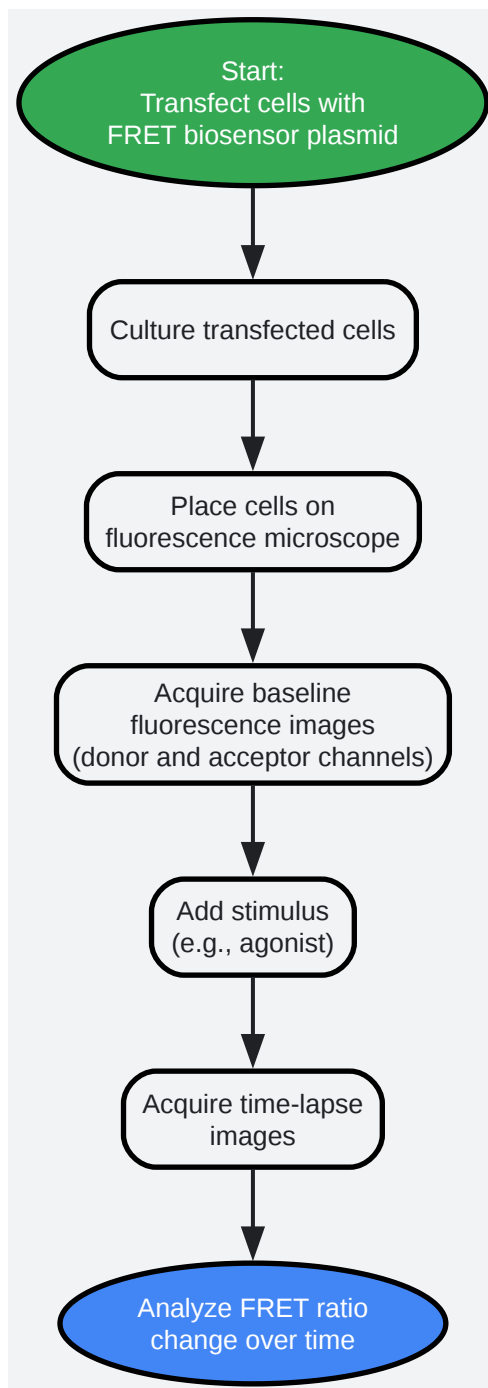 Start:
Transfect cells with
FRET biosensor plasmid
Culture transfected cells
Place cells on
fluorescence microscope
Acquire baseline
fluorescence images
(donor and acceptor channels)
Add stimulus
(e.g., agonist)
Acquire time-lapse
images
Analyze FRET ratio
change over time